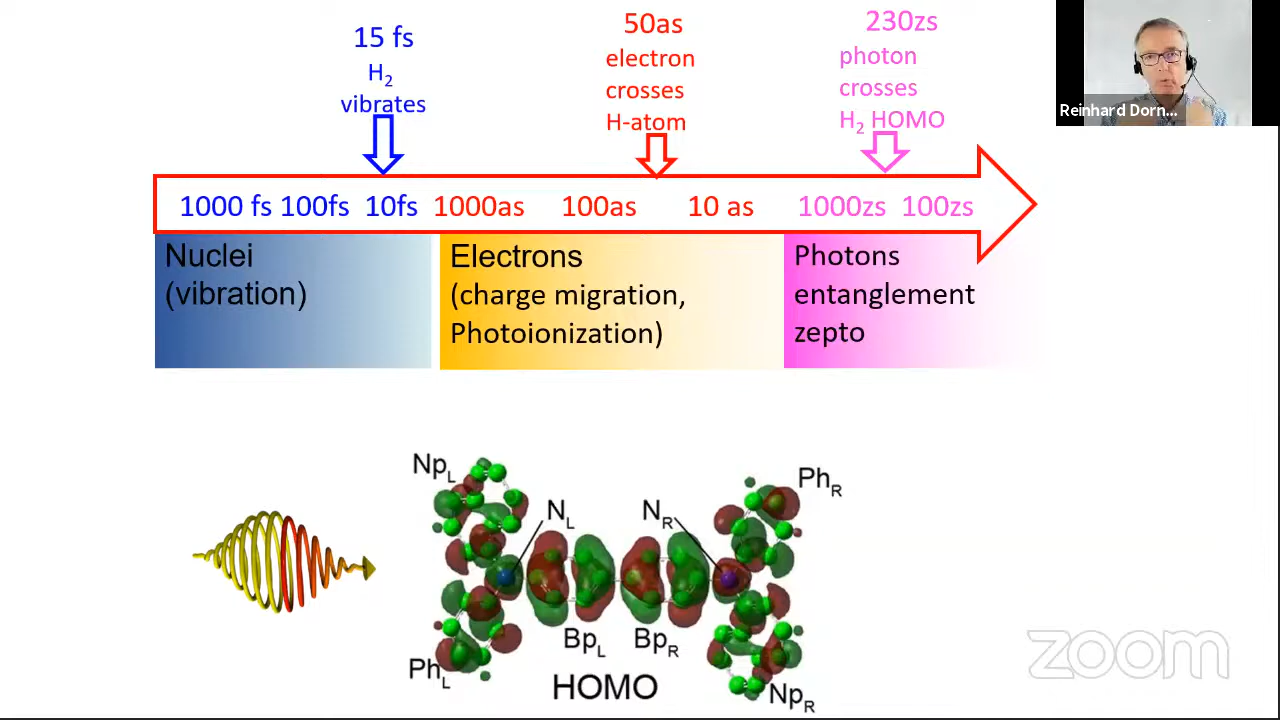 15 fs
H2
vibrates
50as
electron
crosses
H-atom
230zs
photon
crosses
H2 HOMO
Reinhard Dorn...
1000 fs 100fs 10fs 1000as 100as 10 as 1000zs 100zs
Nuclei
(vibration)
Electrons
(charge migration,
Photoionization)
Photons
entanglement
zepto
NpL
PhR
NL
NR
BpL
BpR
PhL
HOMO
NpR
zoom